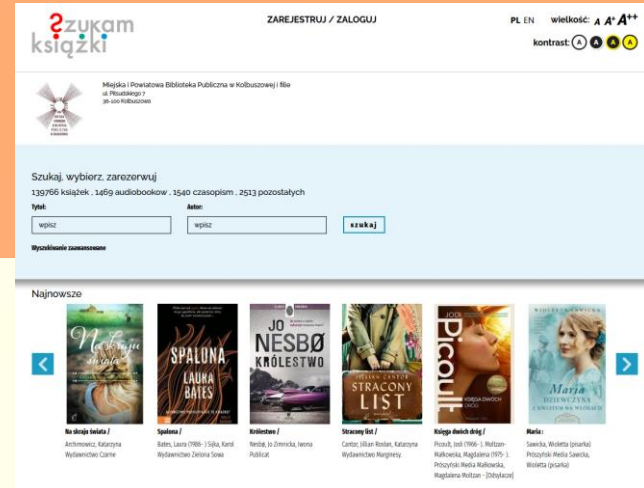 Szukam
książki
ZAREJESTRUJ / ZALOGUJ
PL EN wielkość: A A+ A++
kontrast: A A A A
Miejska i Powiatowa Biblioteka Publiczna w Kolbuszowej i filie
ul. Piłsudskiego 7
36-100 Kolbuszowa
Szukaj, wybierz, zarezerwuj
139766 książek , 1469 audiobookow , 1540 czasopism , 2513 pozostałych
Tytuł: Autor:
wpisz wpisz szukaj
Wyszukiwanie zaawansowane
Najnowsze
Na skraju świata
SPALONA
LAURA
BATES
JO
NESBØ
KRÓLESTWO
JILLIAN CANTOR
STRACONY
LIST
JODI
Picoult
KSIĘGA DWÓCH
DRÓG
WIOLETTA SAWICKA
Maria
DZIEWCZYNA
Z KWIATEM WE WŁOSACH
Na skraju świata /
Archimowicz, Katarzyna
Wydawnictwo Czarne
Spalona /
Bates, Laura (1986- ) Sijka, Karol
Wydawnictwo Zielona Sowa
Królestwo /
Nesbø, Jo Zimnicka, Iwona
Publicat
Stracony list /
Cantor, Jillian Rosłan, Katarzyna
Wydawnictwo Marginesy.
Księga dwóch dróg /
Picoult, Jodi (1966- ). Moltzan-
Małkowska, Magdalena (1975- ).
Prószyński Media Małkowska,
Magdalena Moltzan - [Odsyłacze]
Maria :
Sawicka, Wioletta (pisarka)
Prószyński Media Sawicka,
Wioletta (pisarka)